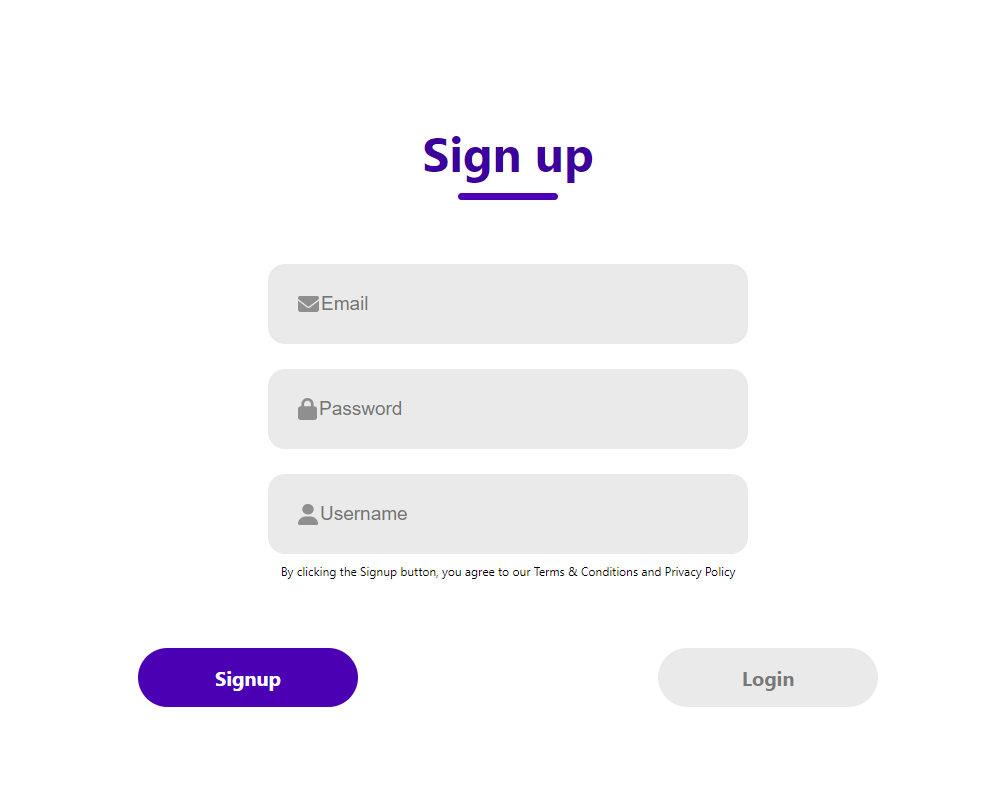 Sign up
Email
Password
Username
By clicking the Signup button, you agree to our Terms & Conditions and Privacy Policy
Signup
Login